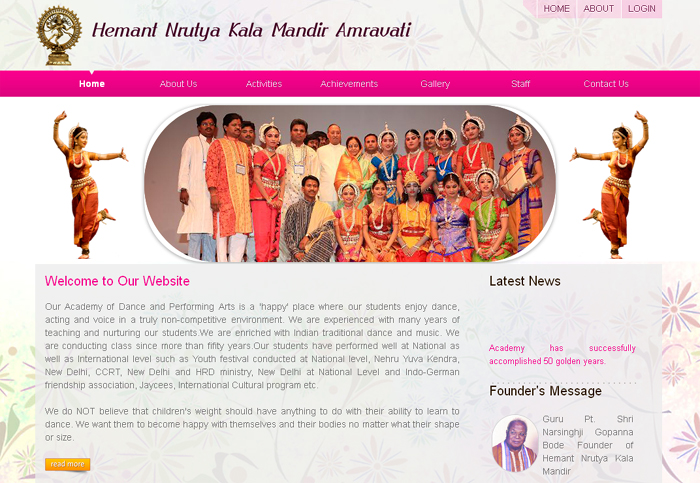 HOME ABOUT LOGIN
Hemant Nrutya Kala Mandir Amravati
Home About Us Activities Achievements Gallery Staff Contact Us
Welcome to Our Website
Our Academy of Dance and Performing Arts is a 'happy' place where our students enjoy dance,
acting and voice in a truly non-competitive environment. We are experienced with many years of
teaching and nurturing our students.We are enriched with Indian traditional dance and music. We
are conducting class since more than fiifty years.Our students have performed well at National as
well as International level such as Youth festival conducted at National level, Nehru Yuva Kendra,
New Delhi, CCRT, New Delhi and HRD ministry, New Delhi at National Level and Indo-German
friendship association, Jaycees, International Cultural program etc.
We do NOT believe that children's weight should have anything to do with their ability to learn to
dance. We want them to become happy with themselves and their bodies no matter what their shape
or size.
read more
Latest News
Academy has successfully
accomplished 50 golden years.
Founder's Message
Guru Pt. Shri
Narsinghji Gopanna
Bode Founder of
Hemant Nrutya Kala
Mandir